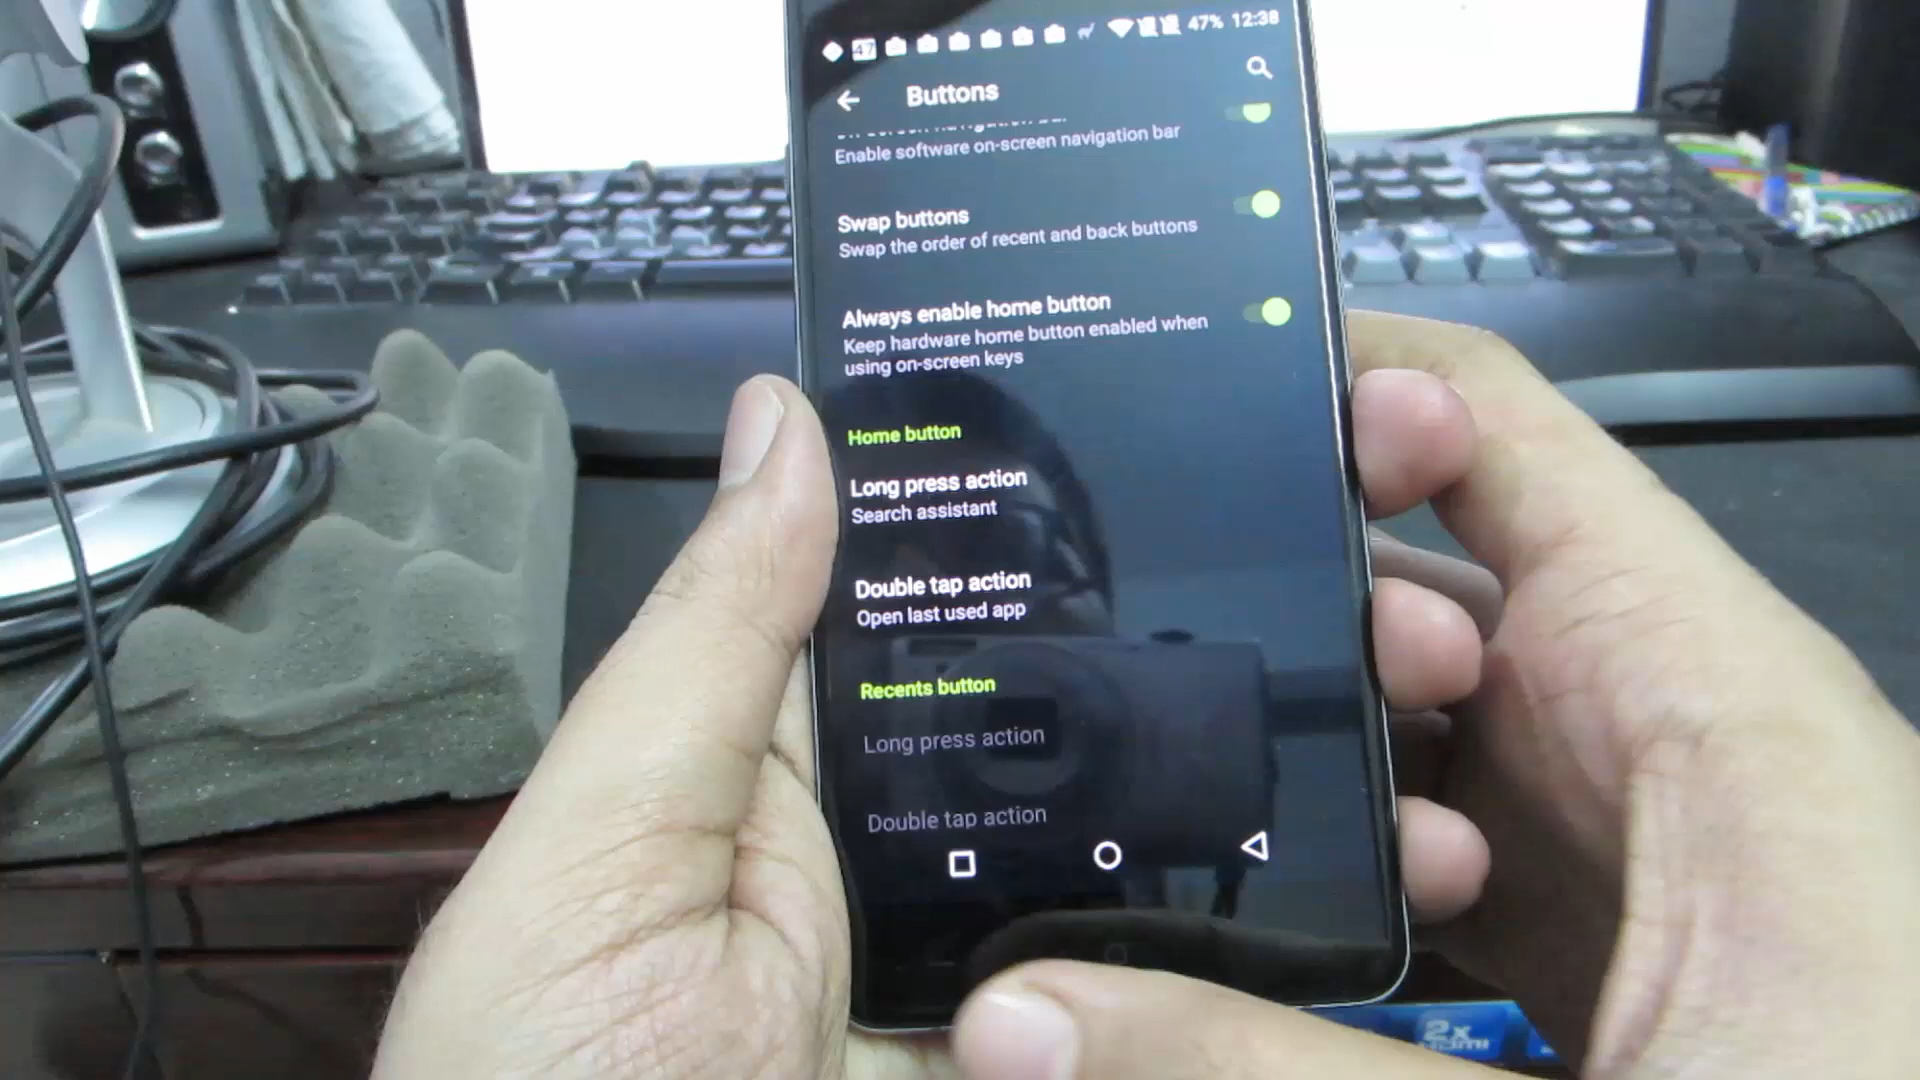 47 47% 12:38
Buttons
Enable software on-screen navigation bar
Swap buttons
Swap the order of recent and back buttons
Always enable home button
Keep hardware home button enabled when
using on-screen keys
Home button
Long press action
Search assistant
Double tap action
Open last used app
Recents button
Long press action
Double tap action
2x